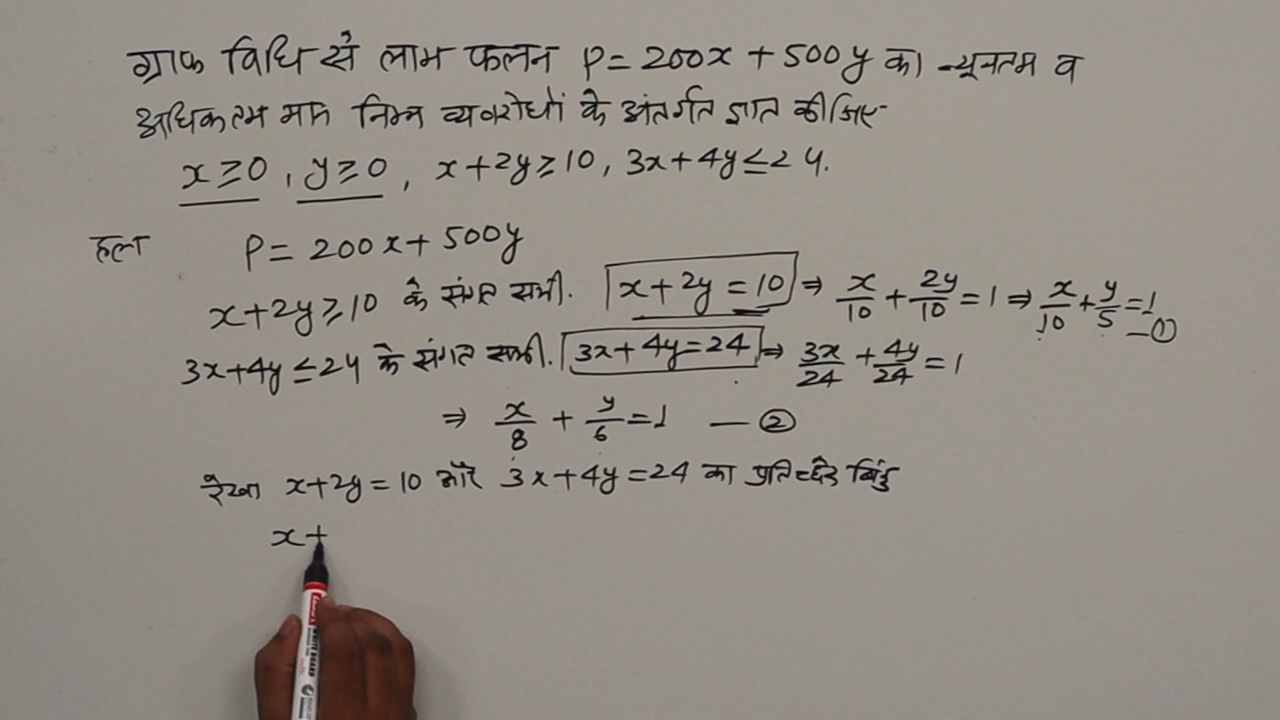 ग्राफ विधि से लाभ फलन P = 200x + 500y का न्यूनतम व
अधिकतम मान निम्न व्यवरोधों के अंतर्गत ज्ञात कीजिए-
x ≥ 0 , y ≥ 0 , x + 2y ≥ 10 , 3x + 4y ≤ 24.
हल P = 200x + 500y
x + 2y ≥ 10 के संगत समी. x + 2y = 10 ⇒ x/10 + 2y/10 = 1 ⇒ x/10 + y/5 = 1 — ①
3x + 4y ≤ 24 के संगत समी. 3x + 4y = 24 ⇒ 3x/24 + 4y/24 = 1
⇒ x/8 + y/6 = 1 — ②
रेखा x + 2y = 10 और 3x + 4y = 24 का प्रतिच्छेद बिंदु
x +